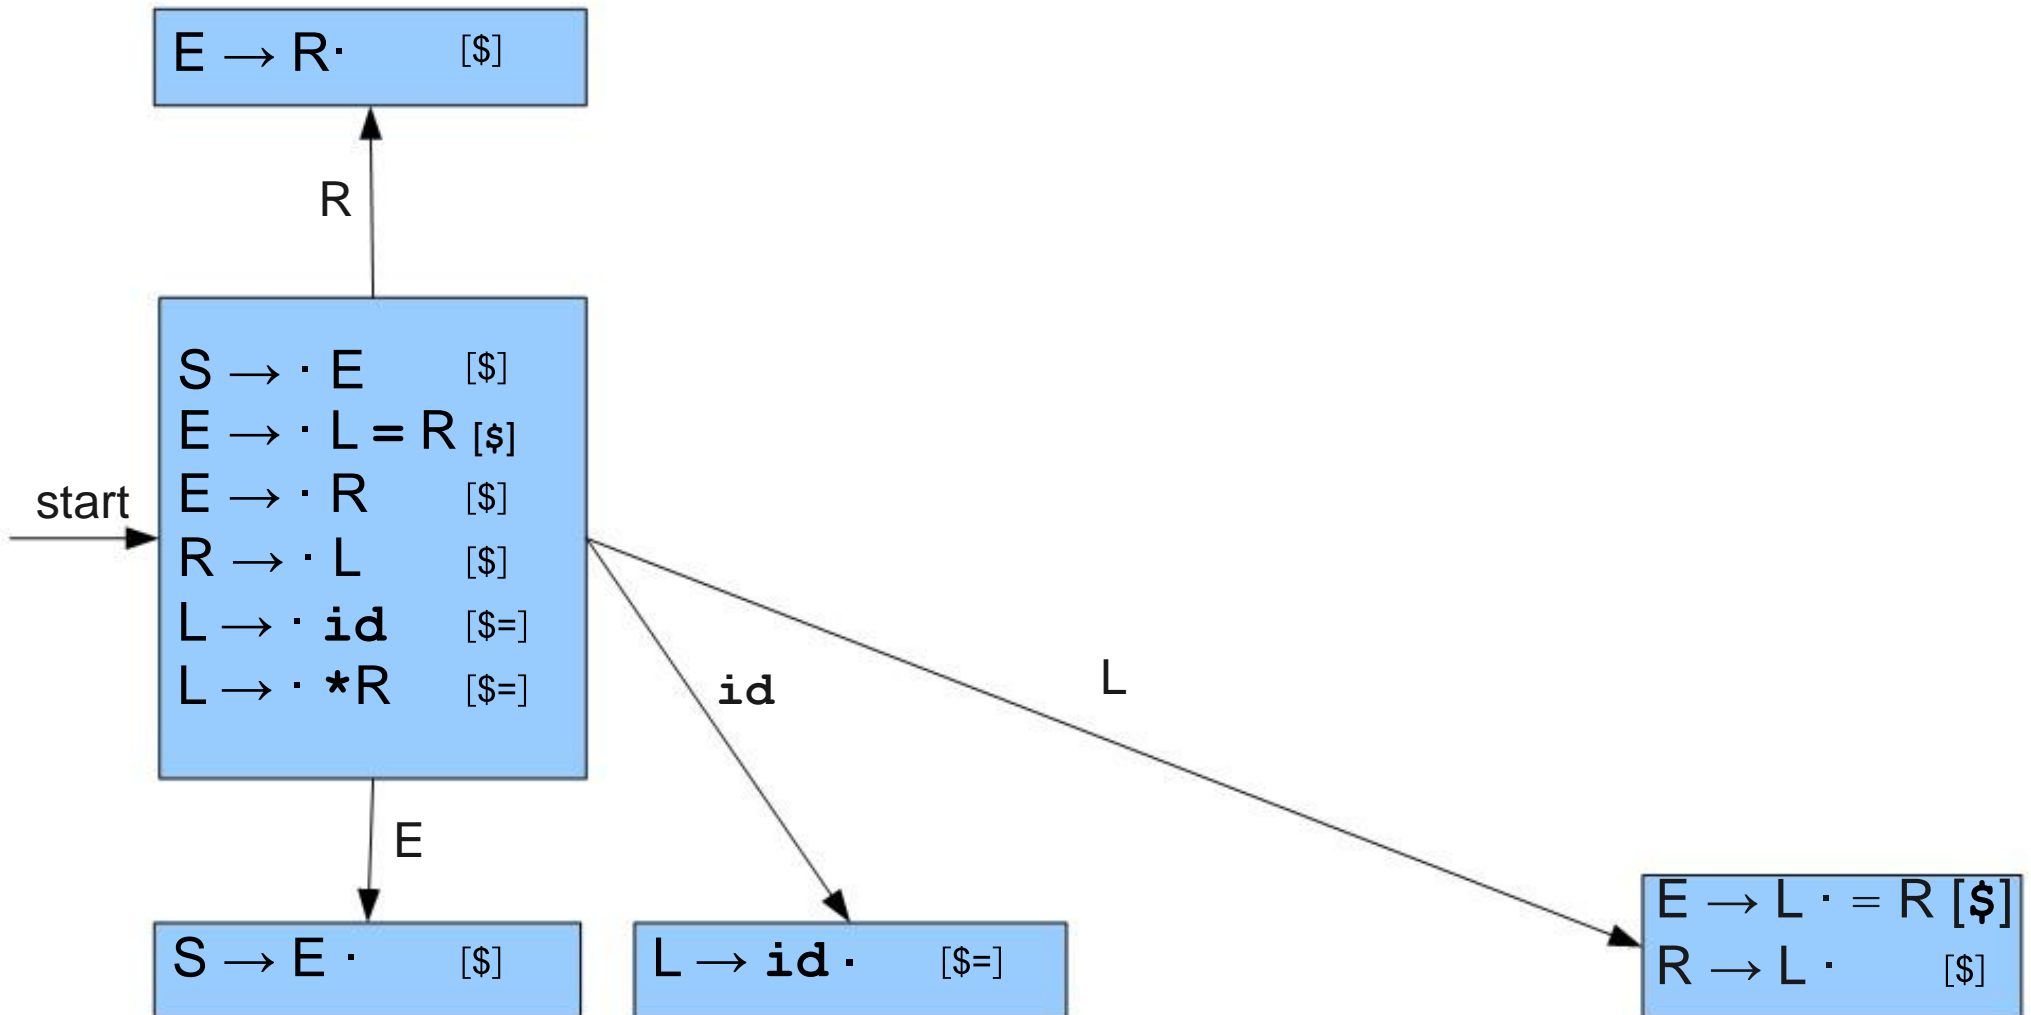 E → R· [$]
R
S → · E [$]
E → · L = R [$]
E → · R [$]
start
R → · L [$]
L → · id [$=]
L → · *R [$=]
id
L
E
E → L · = R [$]
S → E · [$]
L → id · [$=]
R → L · [$]